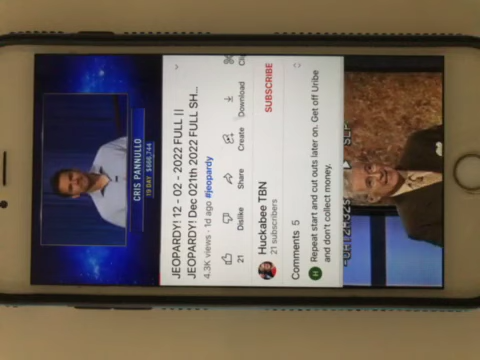 CRIS PANNULLO
19 DAY $606,744
JEOPARDY! 12 - 02 - 2022 FULL ||
JEOPARDY! Dec 021th 2022 FULL SH...
4.3K views · 1d ago #jeopardy
21
Dislike
Share
Create
Download
Cli
Huckabee TBN
21 subscribers
SUBSCRIBE
Comments 5
H
Repeat start and cut outs later on. Get off Uribe
and don't collect money.